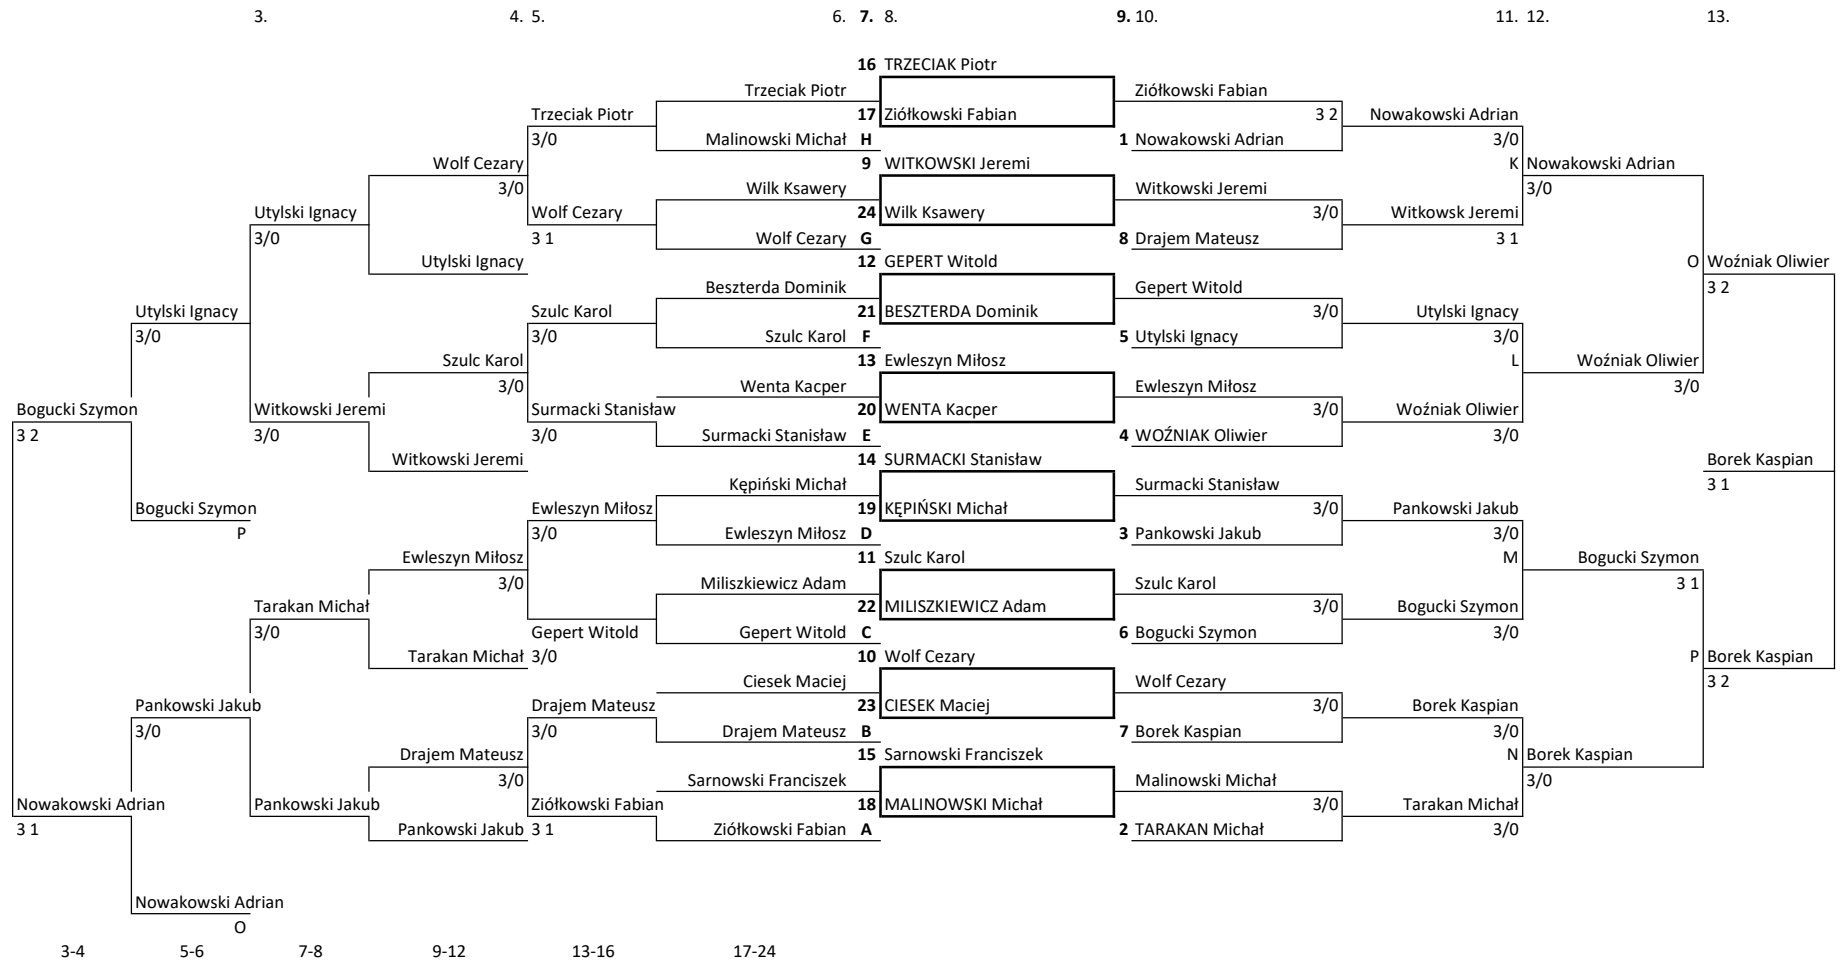 3. 4. 5. 6. 7. 8. 9. 10. 11. 12. 13.
16 TRZECIAK Piotr
Trzeciak Piotr Ziółkowski Fabian
Trzeciak Piotr 17 Ziółkowski Fabian 3 2 Nowakowski Adrian
3/0 Malinowski Michał H 1 Nowakowski Adrian 3/0
Wolf Cezary 9 WITKOWSKI Jeremi K Nowakowski Adrian
3/0 Wilk Ksawery Witkowski Jeremi 3/0
Utylski Ignacy Wolf Cezary 24 Wilk Ksawery 3/0 Witkowsk Jeremi
3/0 3 1 Wolf Cezary G 8 Drajem Mateusz 3 1
Utylski Ignacy 12 GEPERT Witold O Woźniak Oliwier
Beszterda Dominik Gepert Witold 3 2
Utylski Ignacy Szulc Karol 21 BESZTERDA Dominik 3/0 Utylski Ignacy
3/0 3/0 Szulc Karol F 5 Utylski Ignacy 3/0
Szulc Karol 13 Ewleszyn Miłosz L Woźniak Oliwier
3/0 Wenta Kacper Ewleszyn Miłosz 3/0
Bogucki Szymon Witkowski Jeremi Surmacki Stanisław 20 WENTA Kacper 3/0 Woźniak Oliwier
3 2 3/0 3/0 Surmacki Stanisław E 4 WOŹNIAK Oliwier 3/0
Witkowski Jeremi 14 SURMACKI Stanisław Borek Kaspian
Kępiński Michał Surmacki Stanisław 3 1
Bogucki Szymon Ewleszyn Miłosz 19 KĘPIŃSKI Michał 3/0 Pankowski Jakub
P 3/0 Ewleszyn Miłosz D 3 Pankowski Jakub 3/0
Ewleszyn Miłosz 11 Szulc Karol M Bogucki Szymon
3/0 Miliszkiewicz Adam Szulc Karol 3 1
Tarakan Michał 22 MILISZKIEWICZ Adam 3/0 Bogucki Szymon
3/0 Gepert Witold Gepert Witold C 6 Bogucki Szymon 3/0
Tarakan Michał 3/0 10 Wolf Cezary P Borek Kaspian
Ciesek Maciej Wolf Cezary 3 2
Pankowski Jakub Drajem Mateusz 23 CIESEK Maciej 3/0 Borek Kaspian
3/0 3/0 Drajem Mateusz B 7 Borek Kaspian 3/0
Drajem Mateusz 15 Sarnowski Franciszek N Borek Kaspian
3/0 Sarnowski Franciszek Malinowski Michał 3/0
Nowakowski Adrian Pankowski Jakub Ziółkowski Fabian 18 MALINOWSKI Michał 3/0 Tarakan Michał
3 1 Pankowski Jakub 3 1 Ziółkowski Fabian A 2 TARAKAN Michał 3/0
Nowakowski Adrian
O
3-4 5-6 7-8 9-12 13-16 17-24